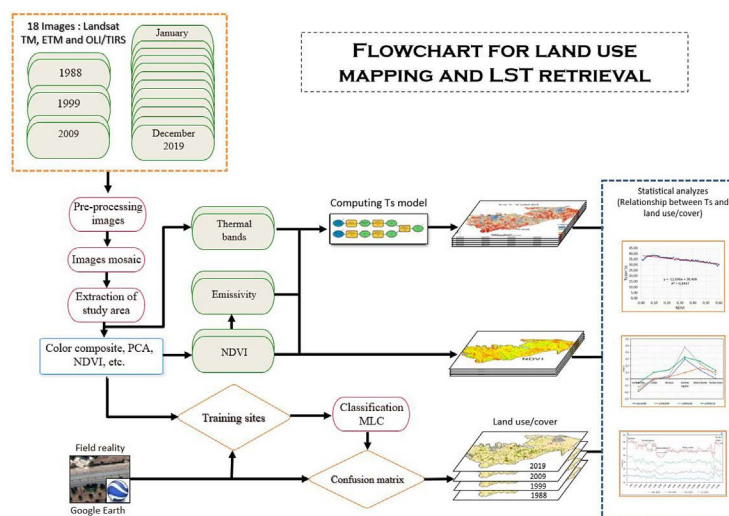 18 Images : Landsat
TM, ETM and OLI/TIRS
1988
1999
2009
January
December
2019
FLOWCHART FOR LAND USE
MAPPING AND LST RETRIEVAL
Pre-processing
images
Images mosaic
Extraction of
study area
Color composite, PCA,
NDVI, etc.
Thermal
bands
Emissivity
NDVI
Computing Ts model
NDVI
Statistical analyzes
(Relationship between Ts and
land use/cover)
NDVI
Training sites
Classification
MLC
Confusion matrix
Field reality
Google Earth
Land use/cover
2019
2009
1999
1988